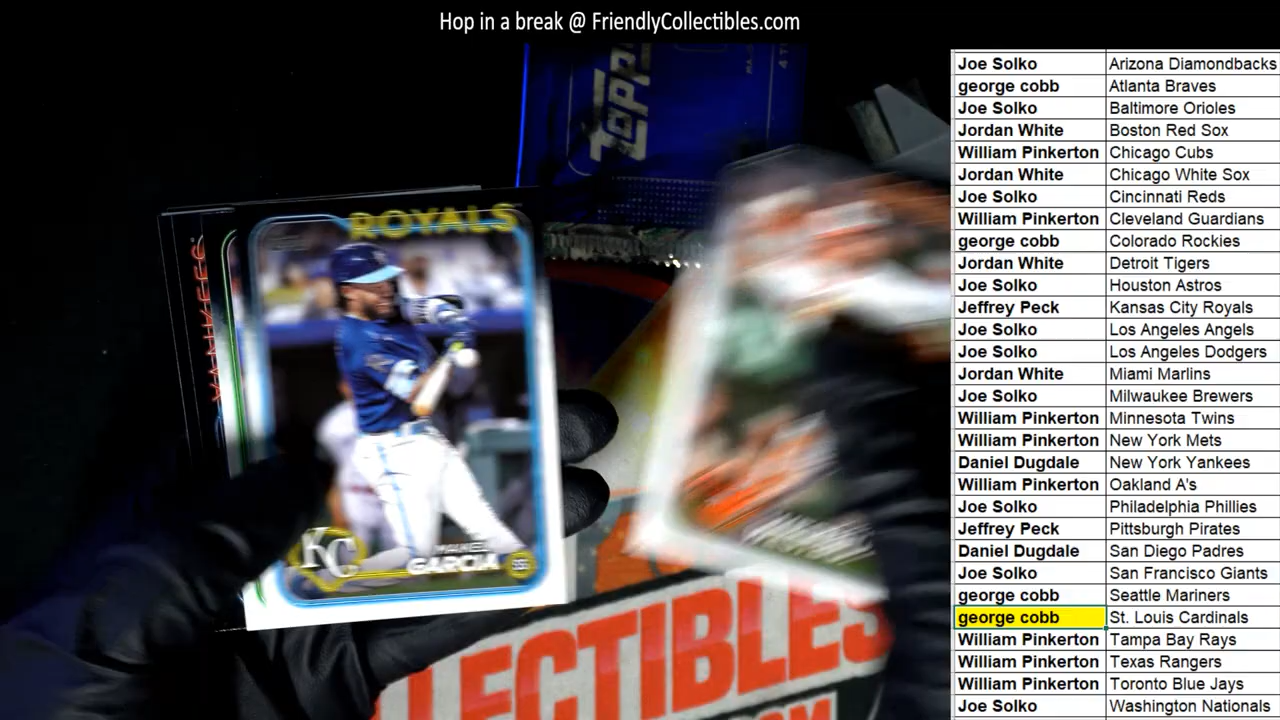 Hop in a break @ FriendlyCollectibles.com
TOPP
ROYALS
KC
MAIKEL
GARCIA
ECTIBLES
Joe Solko Arizona Diamondbacks
george cobb Atlanta Braves
Joe Solko Baltimore Orioles
Jordan White Boston Red Sox
William Pinkerton Chicago Cubs
Jordan White Chicago White Sox
Joe Solko Cincinnati Reds
William Pinkerton Cleveland Guardians
george cobb Colorado Rockies
Jordan White Detroit Tigers
Joe Solko Houston Astros
Jeffrey Peck Kansas City Royals
Joe Solko Los Angeles Angels
Joe Solko Los Angeles Dodgers
Jordan White Miami Marlins
Joe Solko Milwaukee Brewers
William Pinkerton Minnesota Twins
William Pinkerton New York Mets
Daniel Dugdale New York Yankees
William Pinkerton Oakland A's
Joe Solko Philadelphia Phillies
Jeffrey Peck Pittsburgh Pirates
Daniel Dugdale San Diego Padres
Joe Solko San Francisco Giants
george cobb Seattle Mariners
george cobb St. Louis Cardinals
William Pinkerton Tampa Bay Rays
William Pinkerton Texas Rangers
William Pinkerton Toronto Blue Jays
Joe Solko Washington Nationals